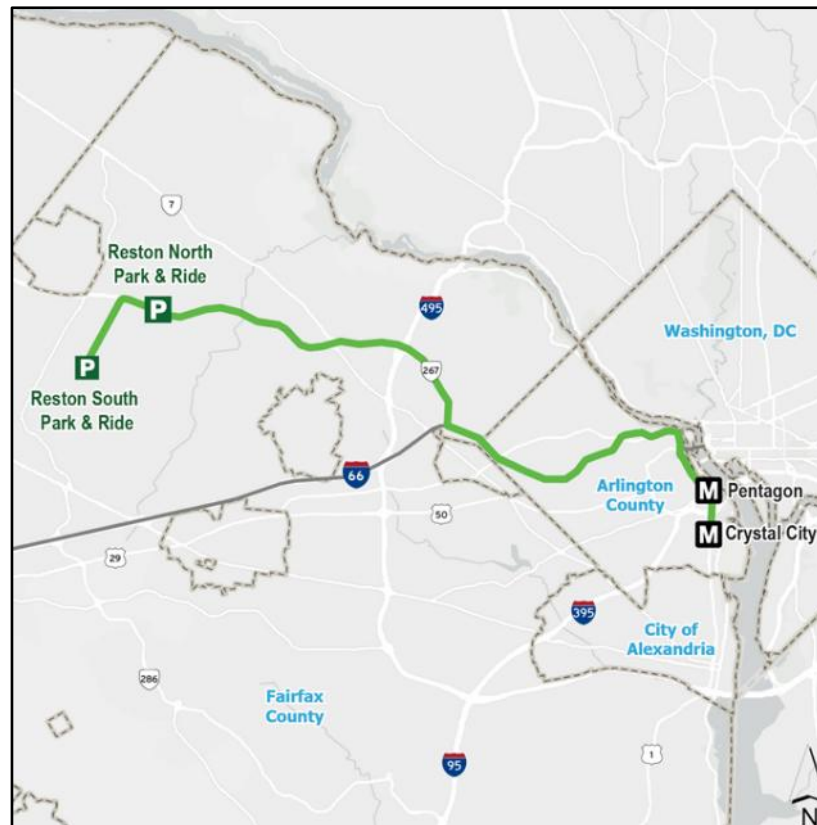 7
Reston North
Park & Ride
P
495
Washington, DC
P
267
Reston South
Park & Ride
66
Arlington
County
M Pentagon
50
M Crystal City
29
395
City of
Alexandria
286
Fairfax
County
95
1
N